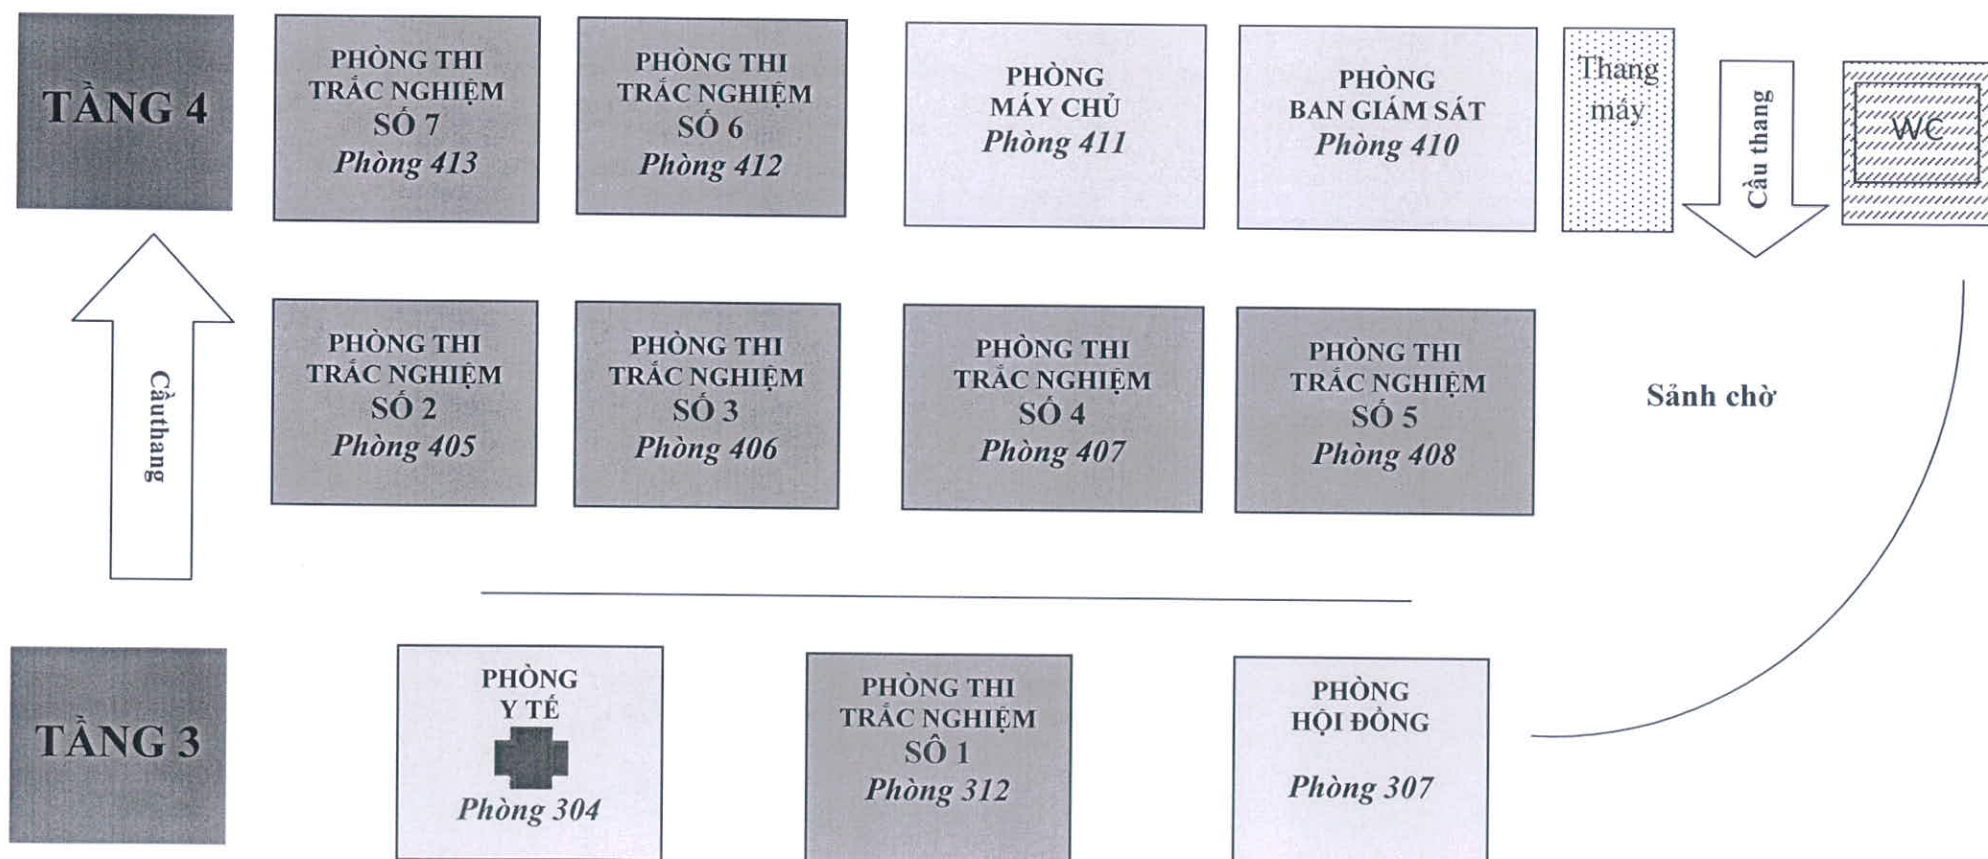 TẦNG 4
PHÒNG THI
TRẮC NGHIỆM
SỐ 7
Phòng 413
PHÒNG THI
TRẮC NGHIỆM
SỐ 6
Phòng 412
PHÒNG
MÁY CHỦ
Phòng 411
PHÒNG
BAN GIÁM SÁT
Phòng 410
Thang
máy
Cầu thang
WC
Cầuthang
PHÒNG THI
TRẮC NGHIỆM
SỐ 2
Phòng 405
PHÒNG THI
TRẮC NGHIỆM
SỐ 3
Phòng 406
PHÒNG THI
TRẮC NGHIỆM
SỐ 4
Phòng 407
PHÒNG THI
TRẮC NGHIỆM
SỐ 5
Phòng 408
Sảnh chờ
TẦNG 3
PHÒNG
Y TẾ
Phòng 304
PHÒNG THI
TRẮC NGHIỆM
SÔ 1
Phòng 312
PHÒNG
HỘI ĐỒNG
Phòng 307